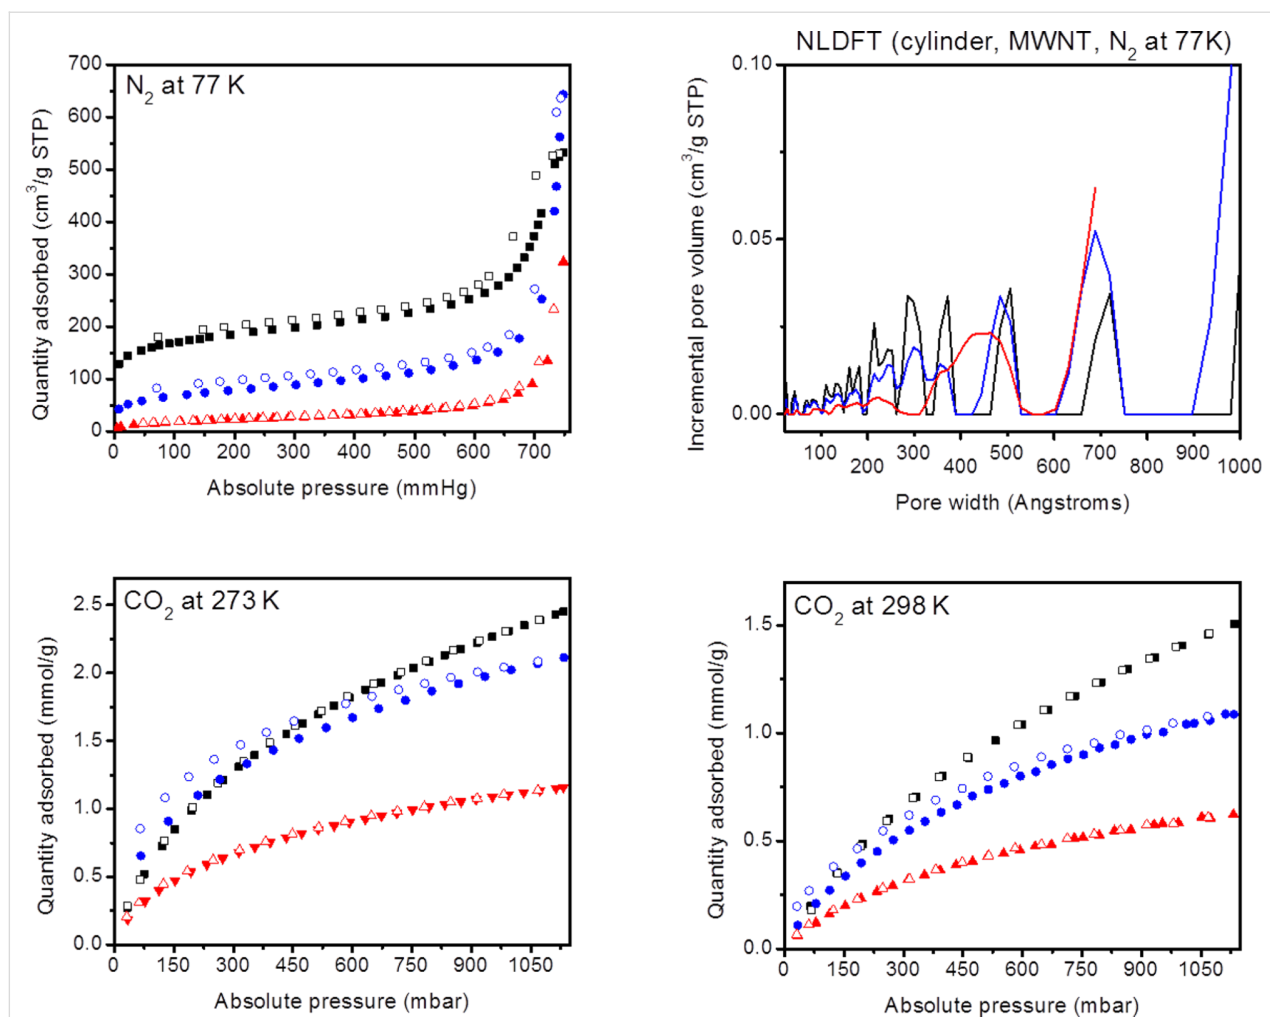 N2 at 77 K
Quantity adsorbed (cm3/g STP)
700
600
500
400
300
200
100
0
0 100 200 300 400 500 600 700
Absolute pressure (mmHg)
NLDFT (cylinder, MWNT, N2 at 77K)
Incremental pore volume (cm3/g STP)
0.10
0.05
0.00
100 300 500 700 900
200 400 600 800 1000
Pore width (Angstroms)
CO2 at 273 K
Quantity adsorbed (mmol/g)
2.5
2.0
1.5
1.0
0.5
0.0
0 150 300 450 600 750 900 1050
Absolute pressure (mbar)
CO2 at 298 K
Quantity adsorbed (mmol/g)
1.5
1.0
0.5
0.0
0 150 300 450 600 750 900 1050
Absolute pressure (mbar)